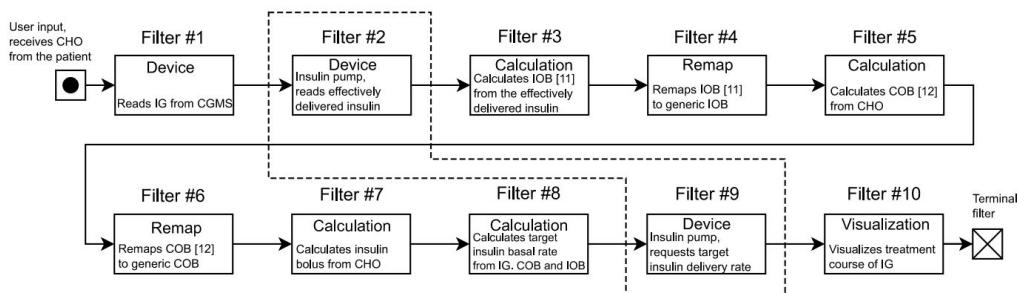 User input,
receives CHO
from the patient
Filter #1
Device
Reads IG from CGMS
Filter #2
Device
Insulin pump,
reads effectively
delivered insulin
Filter #3
Calculation
Calculates IOB [11]
from the effectively
delivered insulin
Filter #4
Remap
Remaps IOB [11]
to generic IOB
Filter #5
Calculation
Calculates COB [12]
from CHO
Filter #6
Remap
Remaps COB [12]
to generic COB
Filter #7
Calculation
Calculates insulin
bolus from CHO
Filter #8
Calculation
Calculates target
insulin basal rate
from IG. COB and IOB
Filter #9
Device
Insulin pump,
requests target
insulin delivery rate
Filter #10
Visualization
Visualizes treatment
course of IG
Terminal
filter